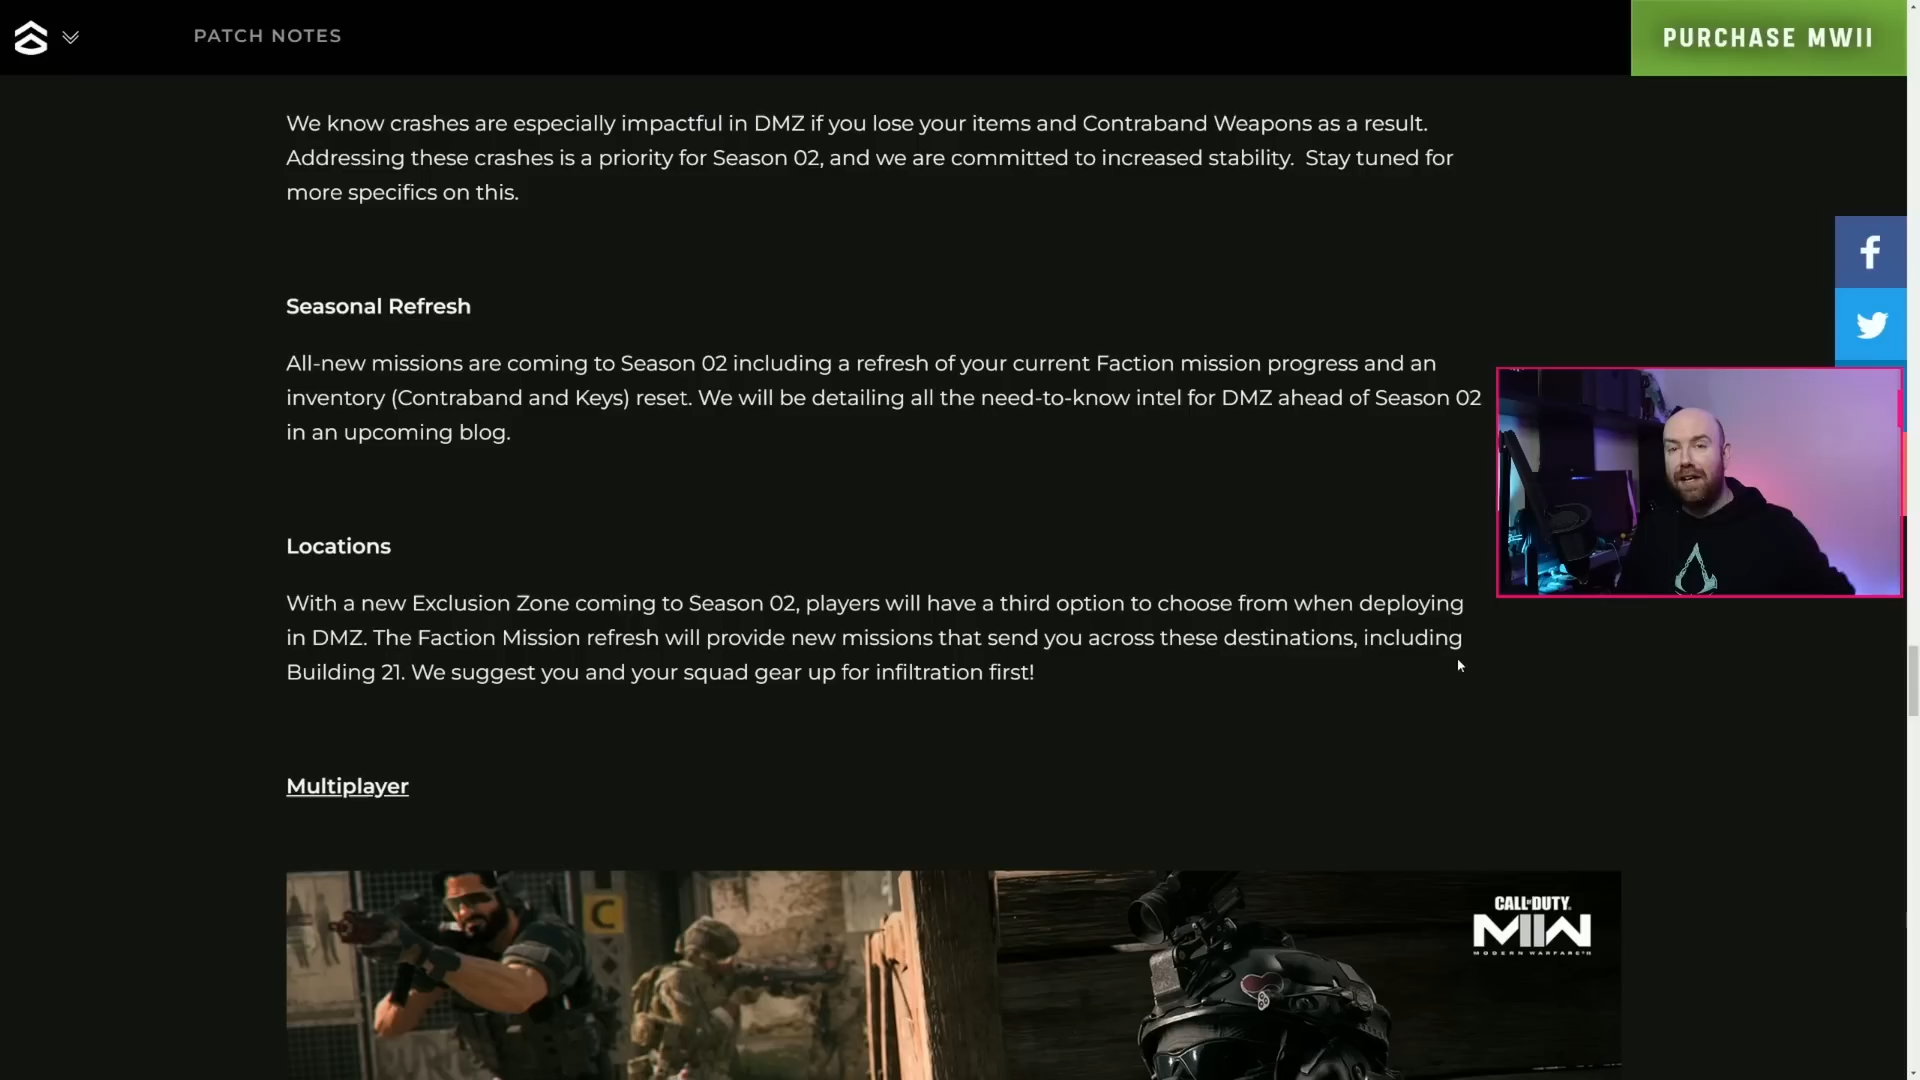 PATCH NOTES
PURCHASE MWII
We know crashes are especially impactful in DMZ if you lose your items and Contraband Weapons as a result.
Addressing these crashes is a priority for Season 02, and we are committed to increased stability.  Stay tuned for
more specifics on this.
Seasonal Refresh
All-new missions are coming to Season 02 including a refresh of your current Faction mission progress and an
inventory (Contraband and Keys) reset. We will be detailing all the need-to-know intel for DMZ ahead of Season 02
in an upcoming blog.
Locations
With a new Exclusion Zone coming to Season 02, players will have a third option to choose from when deploying
in DMZ. The Faction Mission refresh will provide new missions that send you across these destinations, including
Building 21. We suggest you and your squad gear up for infiltration first!
Multiplayer
C
CALL OF DUTY
MWII
MODERN WARFARE II